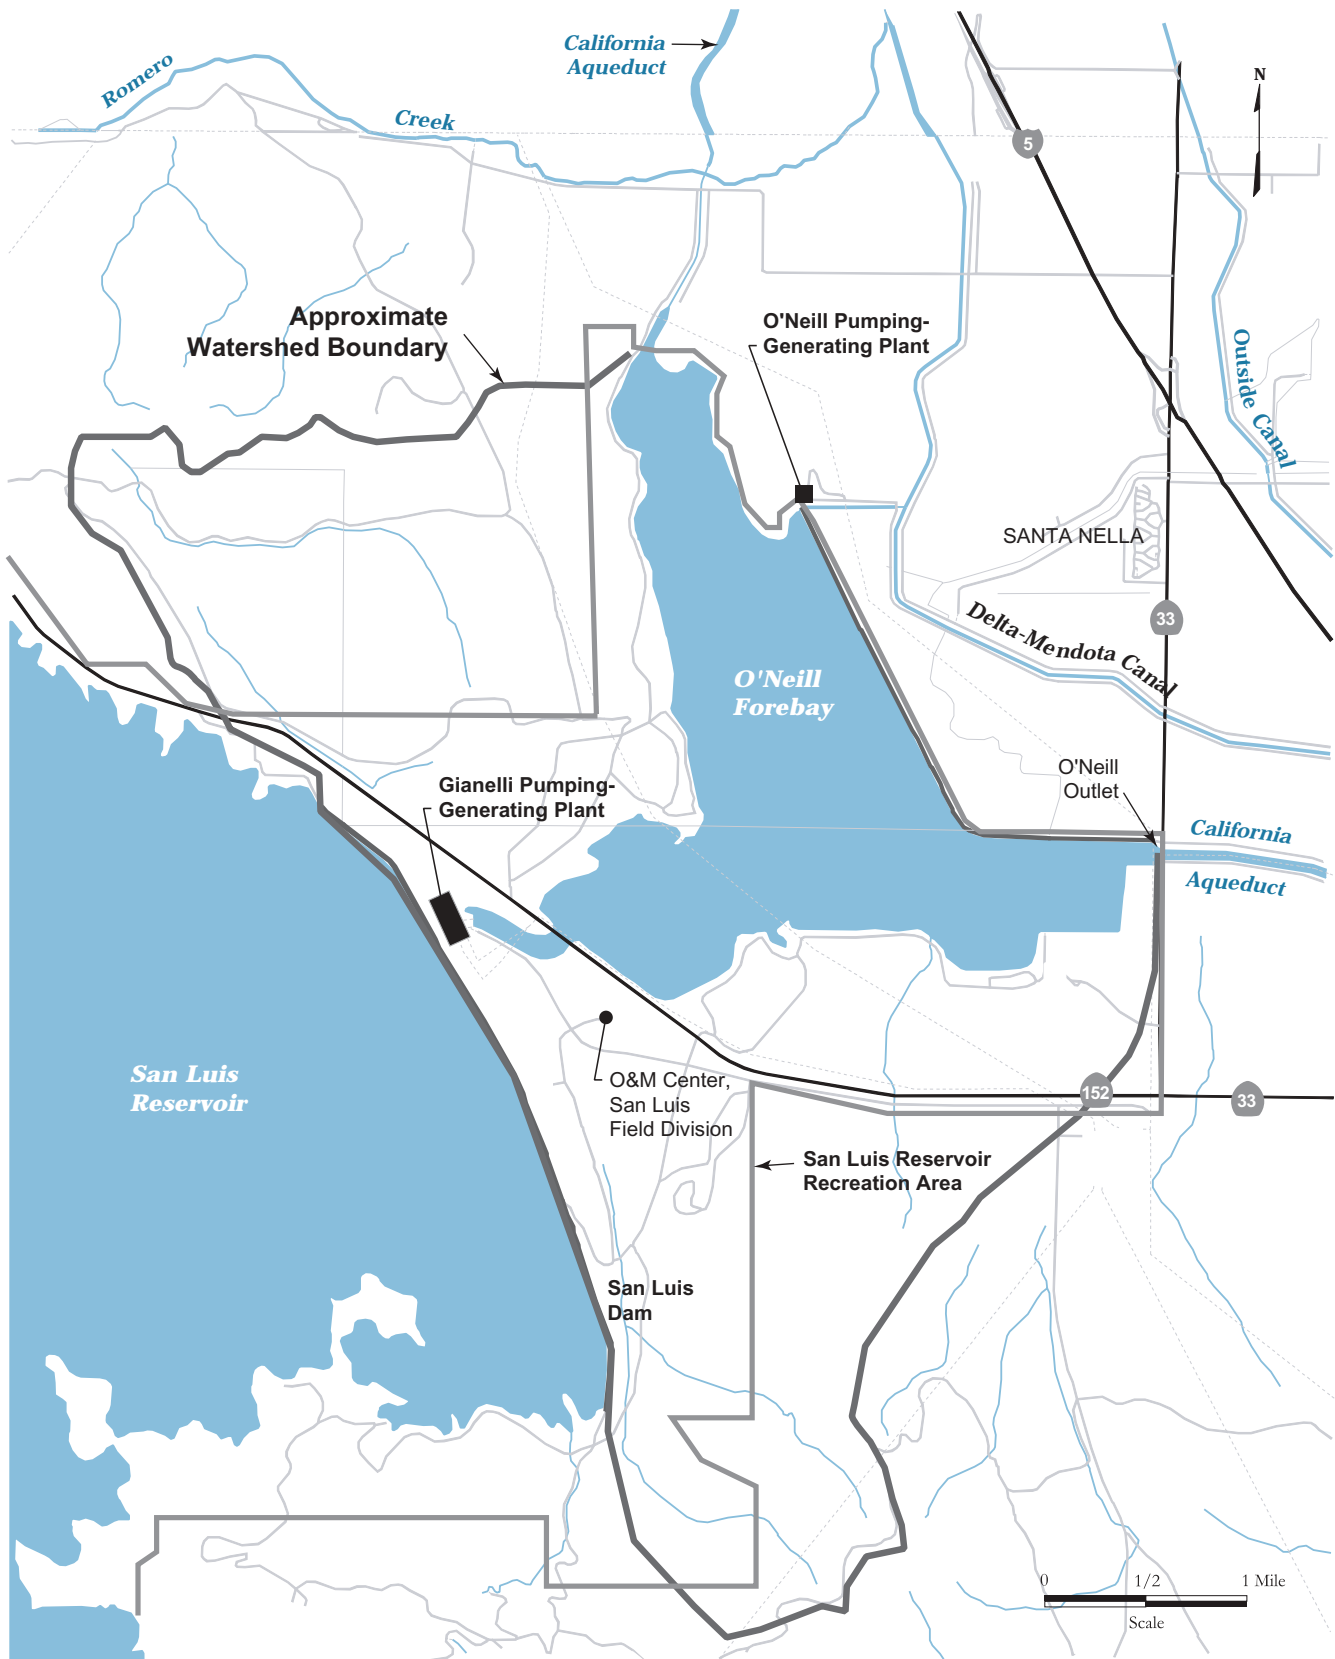 California
Aqueduct
Romero
Creek
N
5
Approximate
Watershed Boundary
O'Neill Pumping-
Generating Plant
Outside Canal
SANTA NELLA
33
Delta-Mendota Canal
O'Neill
Forebay
O'Neill
Outlet
Gianelli Pumping-
Generating Plant
California
Aqueduct
San Luis
Reservoir
O&M Center,
San Luis
Field Division
152
33
San Luis Reservoir
Recreation Area
San Luis
Dam
0 1/2 1 Mile
Scale